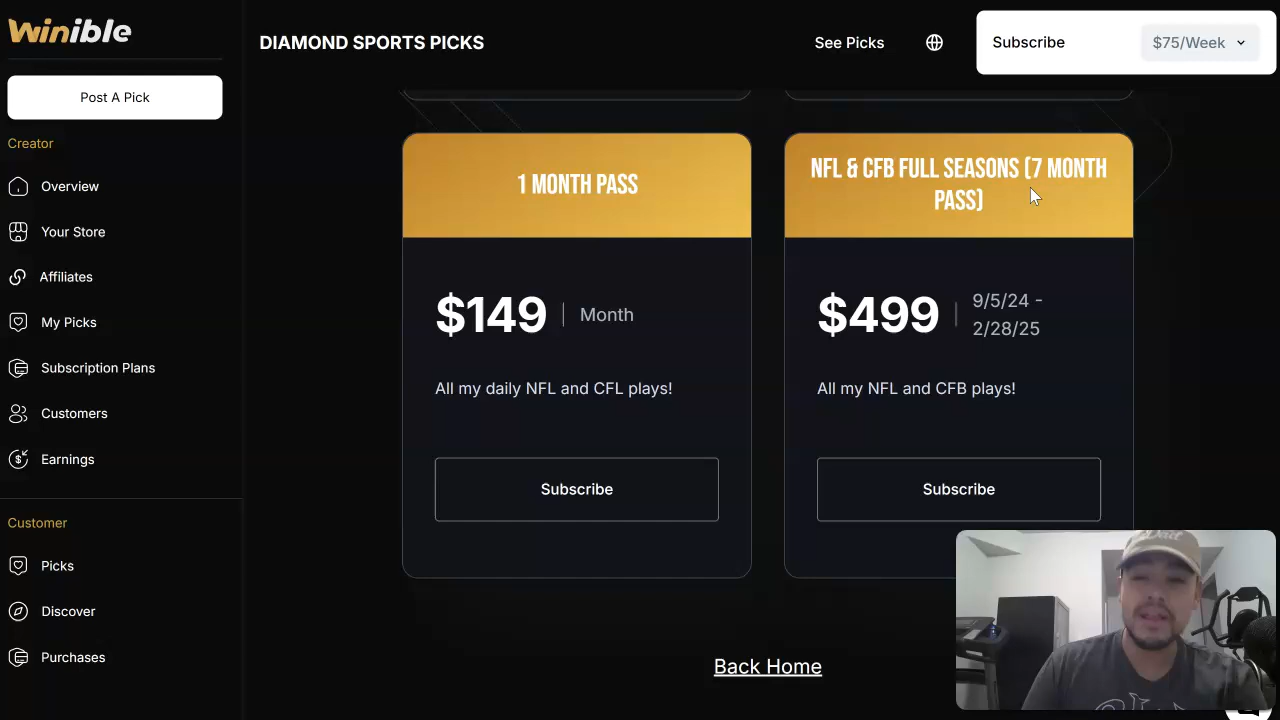 Winible
Post A Pick
Creator
Overview
Your Store
Affiliates
My Picks
Subscription Plans
Customers
Earnings
Customer
Picks
Discover
Purchases
DIAMOND SPORTS PICKS
See Picks
Subscribe
$75/Week
1 MONTH PASS
$149
Month
All my daily NFL and CFL plays!
Subscribe
NFL & CFB FULL SEASONS (7 MONTH
PASS)
$499
9/5/24 -
2/28/25
All my NFL and CFB plays!
Subscribe
Back Home